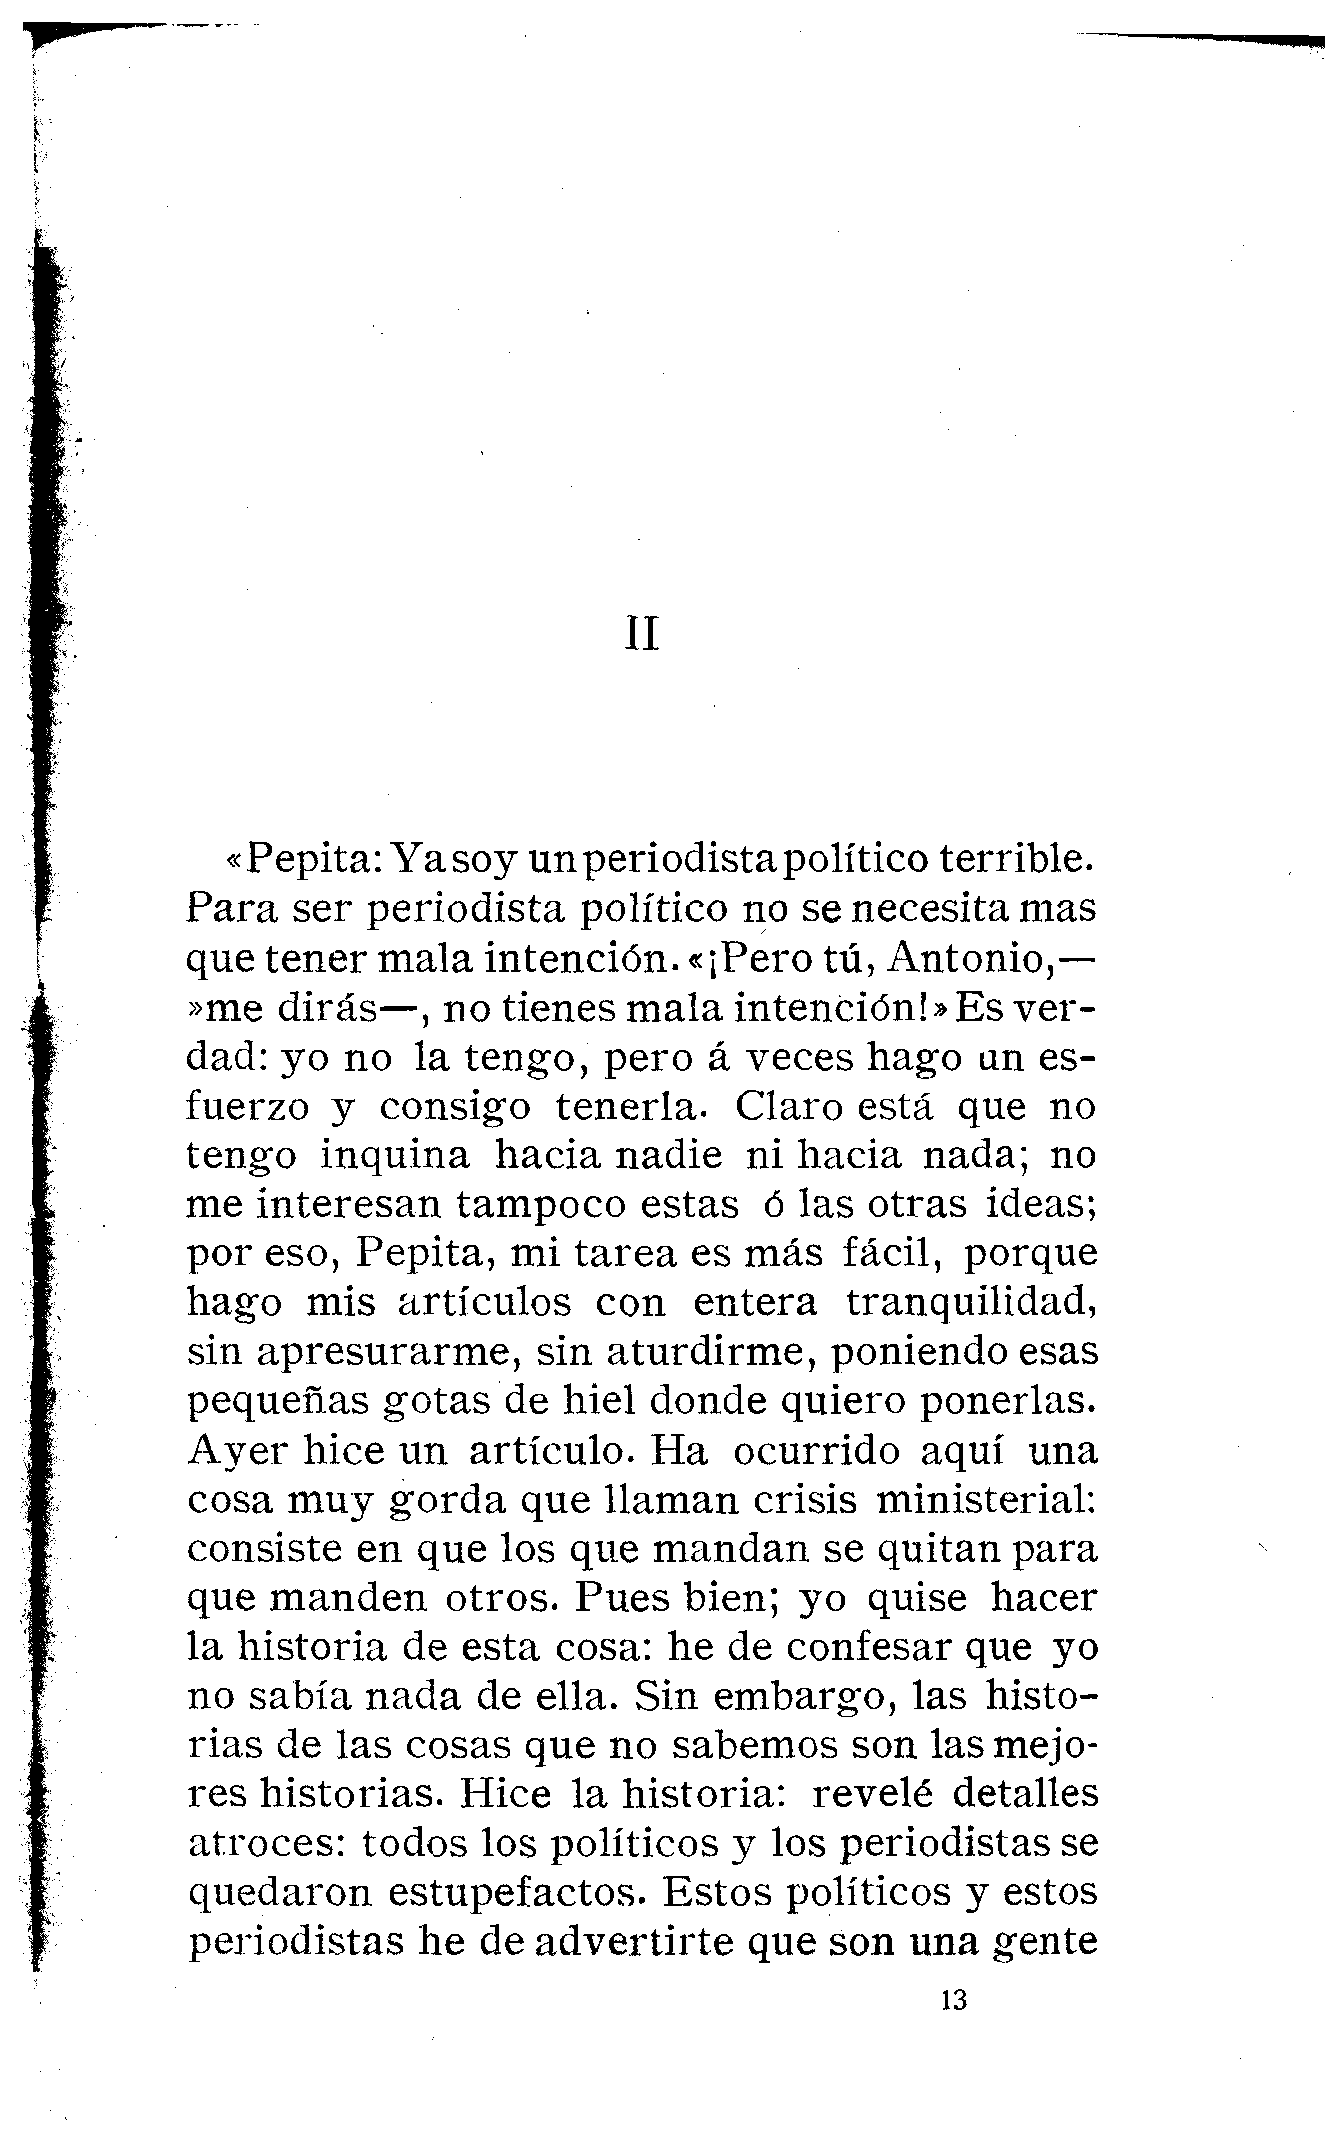 II
«Pepita: Ya soy un periodista político terrible.
Para ser periodista político no se necesita mas
que tener mala intención. «¡Pero tú, Antonio,—
»me dirás—, no tienes mala intención!» Es ver-
dad: yo no la tengo, pero á veces hago un es-
fuerzo y consigo tenerla. Claro está que no
tengo inquina hacia nadie ni hacia nada; no
me interesan tampoco estas ó las otras ideas;
por eso, Pepita, mi tarea es más fácil, porque
hago mis artículos con entera tranquilidad,
sin apresurarme, sin aturdirme, poniendo esas
pequeñas gotas de hiel donde quiero ponerlas.
Ayer hice un artículo. Ha ocurrido aquí una
cosa muy gorda que llaman crisis ministerial:
consiste en que los que mandan se quitan para
que manden otros. Pues bien; yo quise hacer
la historia de esta cosa: he de confesar que yo
no sabía nada de ella. Sin embargo, las histo-
rias de las cosas que no sabemos son las mejo-
res historias. Hice la historia: revelé detalles
atroces: todos los políticos y los periodistas se
quedaron estupefactos. Estos políticos y estos
periodistas he de advertirte que son una gente
13